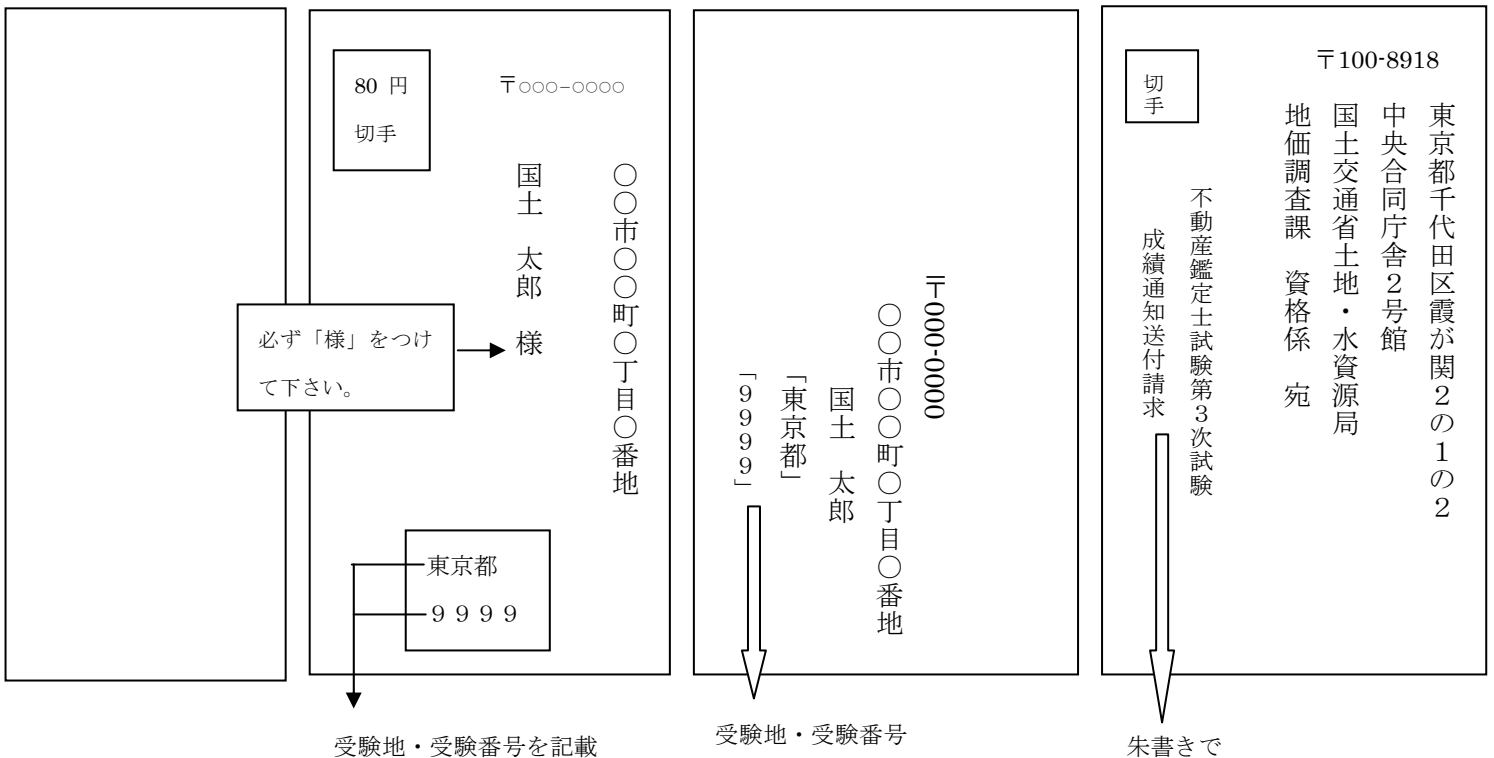 〒100-8918
東京都千代田区霞が関２の１の２
中央合同庁舎２号館
国土交通省土地・水資源局
地価調査課　資格係　宛
不動産鑑定士試験第３次試験
成績通知送付請求
切手
朱書きで
〒000-0000
○○市○○町○丁目○番地
国土　太郎
「東京都」
「９９９９」
受験地・受験番号
80 円
切手
〒○○○-○○○○
○○市○○町○丁目○番地
国土　太郎　様
必ず「様」をつけ
て下さい。
東京都
９９９９
受験地・受験番号を記載